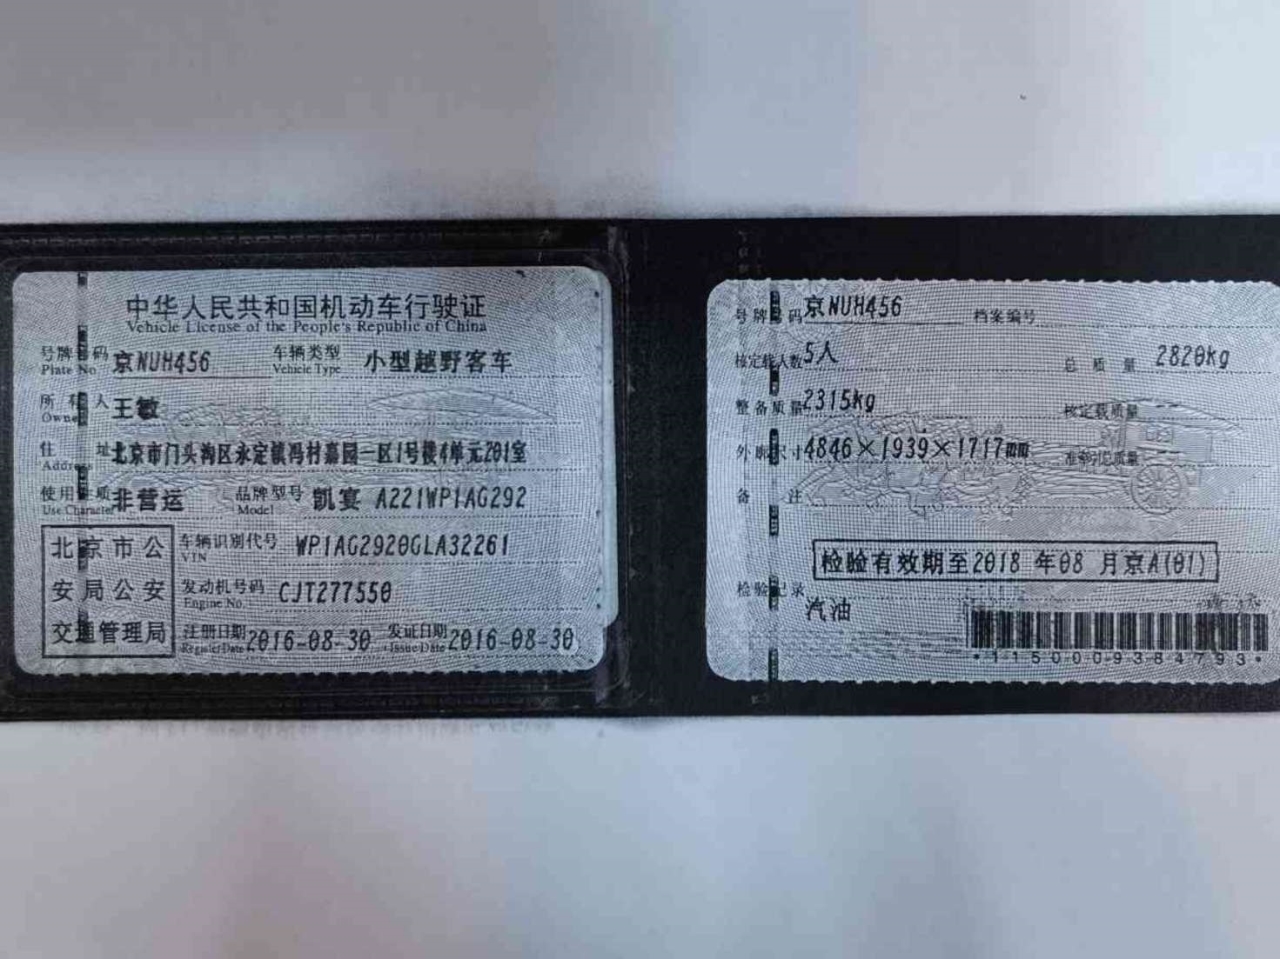 中华人民共和国机动车行驶证
Vehicle License of the People's Republic of China
号牌号码 京NUH456 车辆类型 小型越野客车
Plate No. Vehicle Type
所有人 王敏
Owner
住址 北京市门头沟区永定镇冯村嘉园一区1号楼4单元201室
Address
使用性质 非营运 品牌型号 凯宴 A221WP1AG292
Use Character Model
北京市公
安局公安
交通管理局
车辆识别代号 WP1AG2920GLA32261
VIN
发动机号码 CJT277550
Engine No.
注册日期 2016-08-30 发证日期 2016-08-30
Register Date Issue Date
号牌号码 京NUH456 档案编号
核定载人数 5人 总质量 2820kg
整备质量 2315kg 核定载质量
外廓尺寸 4846×1939×1717mm 准牵引总质量
备注
检验有效期至2018 年08 月京A(01)
检验记录
汽油
*1150009384793*